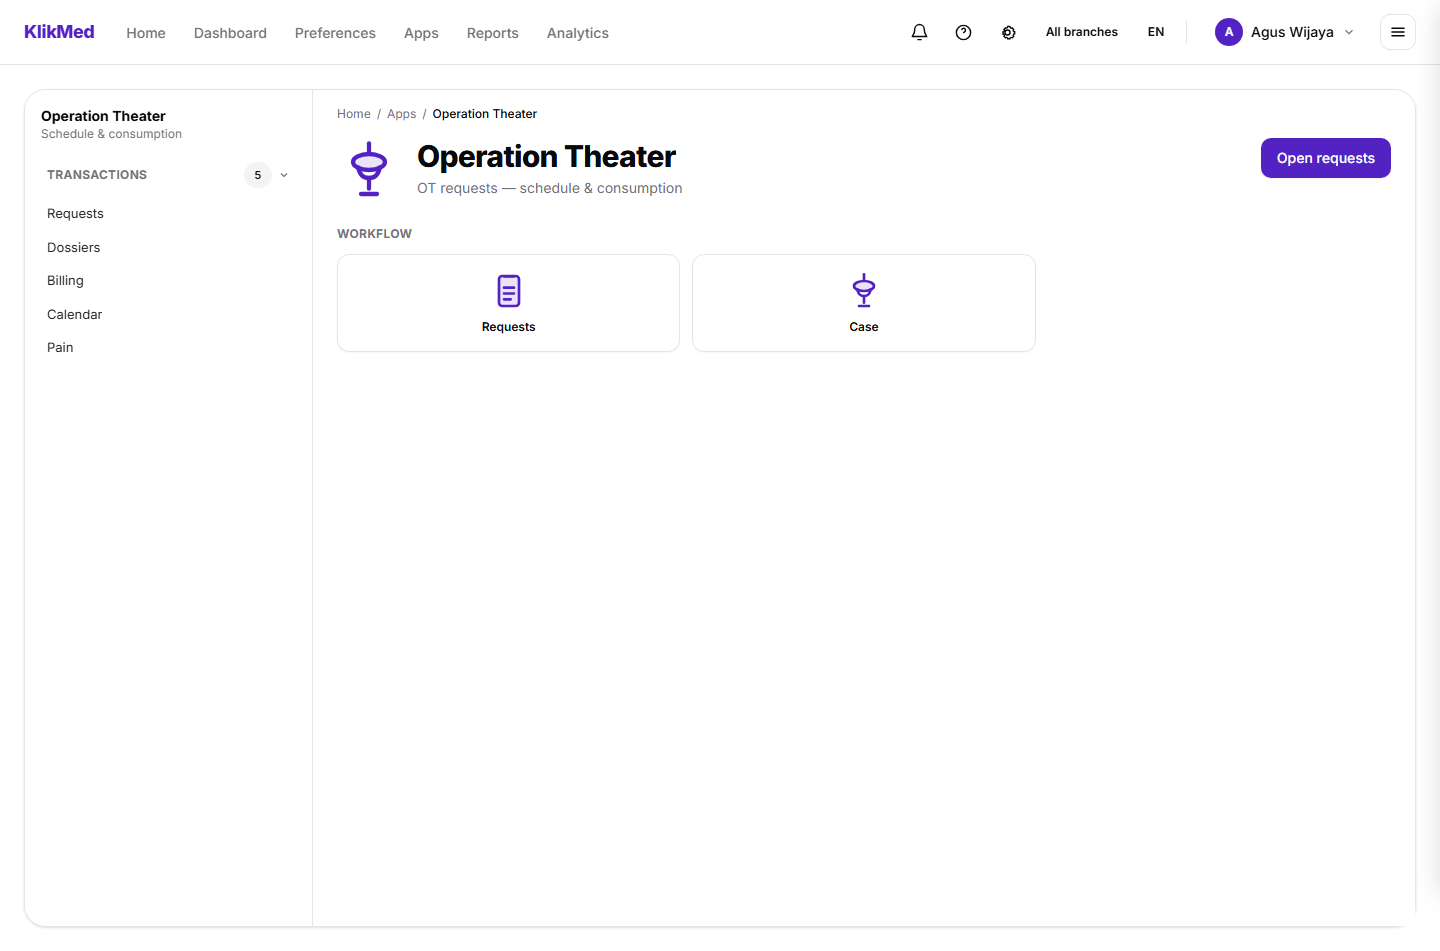 KlikMed
Home
Dashboard
Preferences
Apps
Reports
Analytics
All branches
EN
A
Agus Wijaya
Operation Theater
Schedule & consumption
TRANSACTIONS
5
Requests
Dossiers
Billing
Calendar
Pain
Home / Apps / Operation Theater
Operation Theater
OT requests — schedule & consumption
Open requests
WORKFLOW
Requests
Case